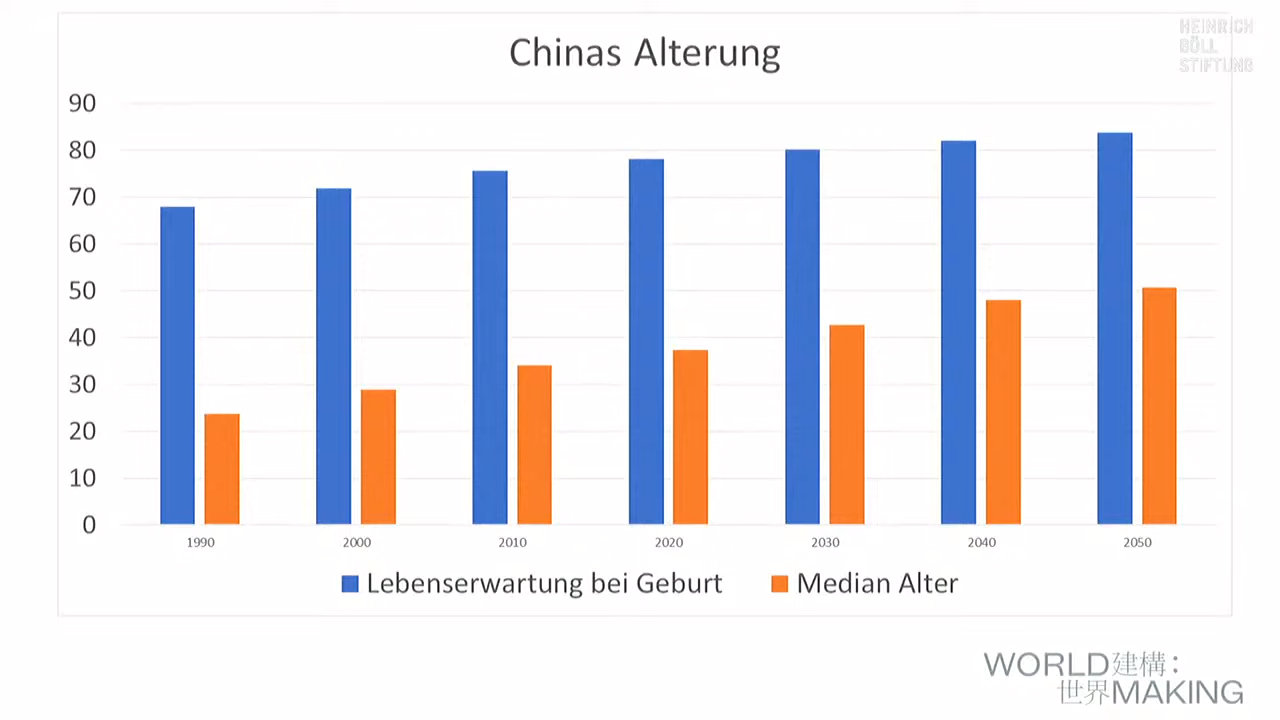 Chinas Alterung
HEINRICH
BÖLL
STIFTUNG
90
80
70
60
50
40
30
20
10
0
1990 2000 2010 2020 2030 2040 2050
Lebenserwartung bei Geburt Median Alter
WORLD建構：
世界MAKING